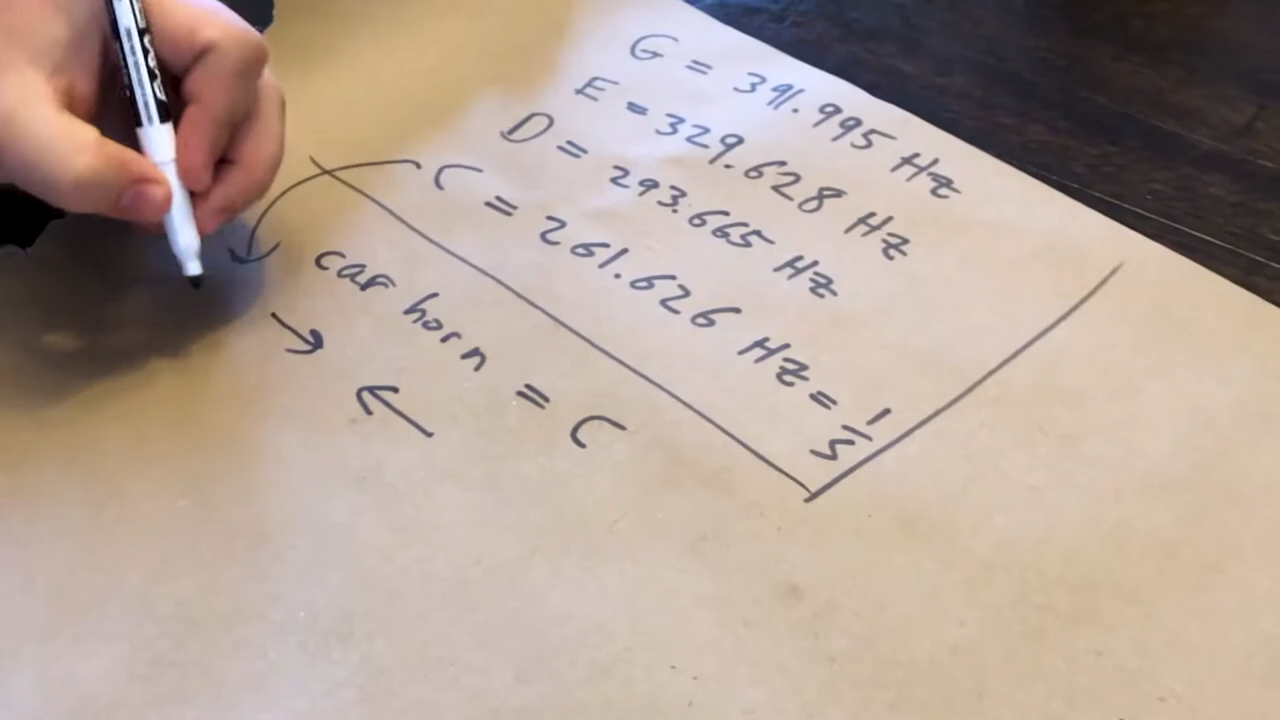 G = 391.995 Hz
E = 329.628 Hz
D = 293.665 Hz
C = 261.626 Hz = 1/s
car horn = C